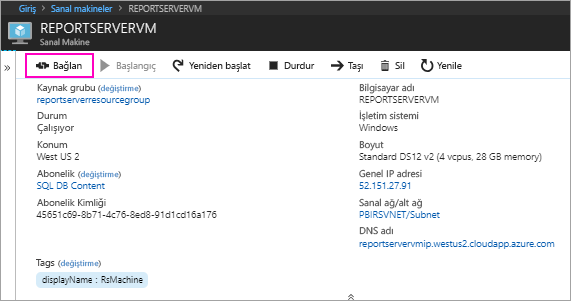 Giriş > Sanal makineler > REPORTSERVERVM
REPORTSERVERVM
Sanal Makine
» Bağlan Başlangıç Yeniden başlat Durdur Taşı Sil Yenile
Kaynak grubu (değiştirme)
reportserverresourcegroup
Durum
Çalışıyor
Konum
West US 2
Abonelik (değiştirme)
SQL DB Content
Abonelik Kimliği
45651c69-8b71-4c76-8ed8-91d1cd16a176
Bilgisayar adı
REPORTSERVERVM
İşletim sistemi
Windows
Boyut
Standard DS12 v2 (4 vcpus, 28 GB memory)
Genel IP adresi
52.151.27.91
Sanal ağ/alt ağ
PBIRSVNET/Subnet
DNS adı
reportservervmip.westus2.cloudapp.azure.com
Tags (değiştirme)
displayName : RsMachine